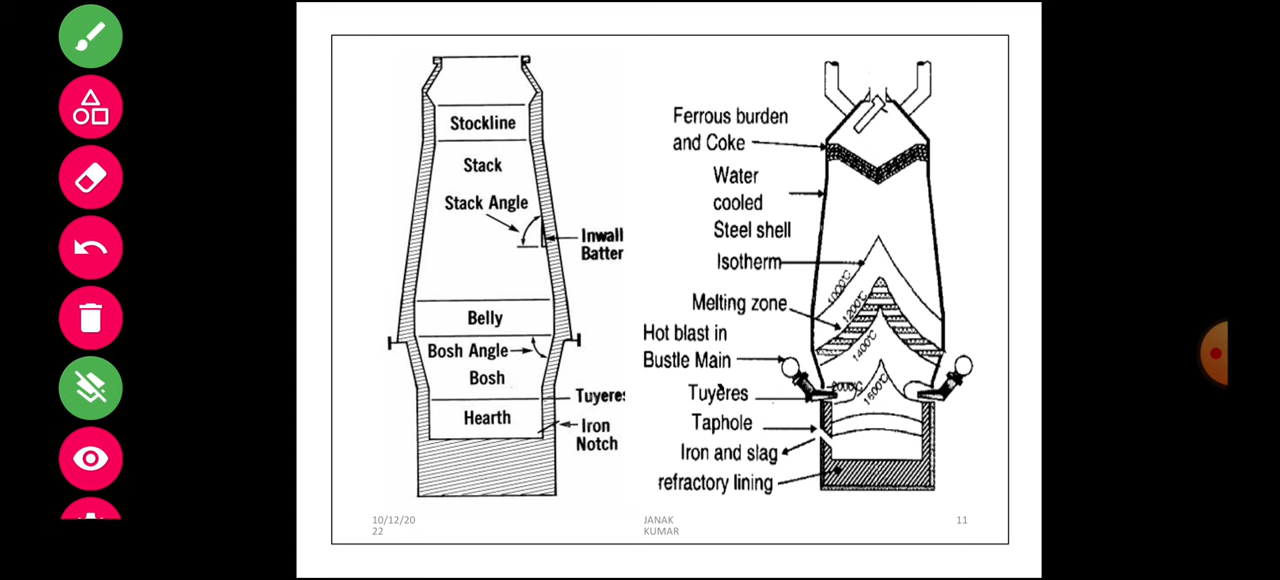 Stockline
Stack
Stack Angle
Inwall
Batter
Belly
Bosh Angle
Bosh
Tuyeres
Hearth
Iron
Notch
Ferrous burden
and Coke
Water
cooled
Steel shell
Isotherm
1000°C
Melting zone
1200°C
Hot blast in
Bustle Main
1400°C
2000°C
Tuyeres
1500°C
Taphole
Iron and slag
refractory lining
10/12/20
22
JANAK
KUMAR
11